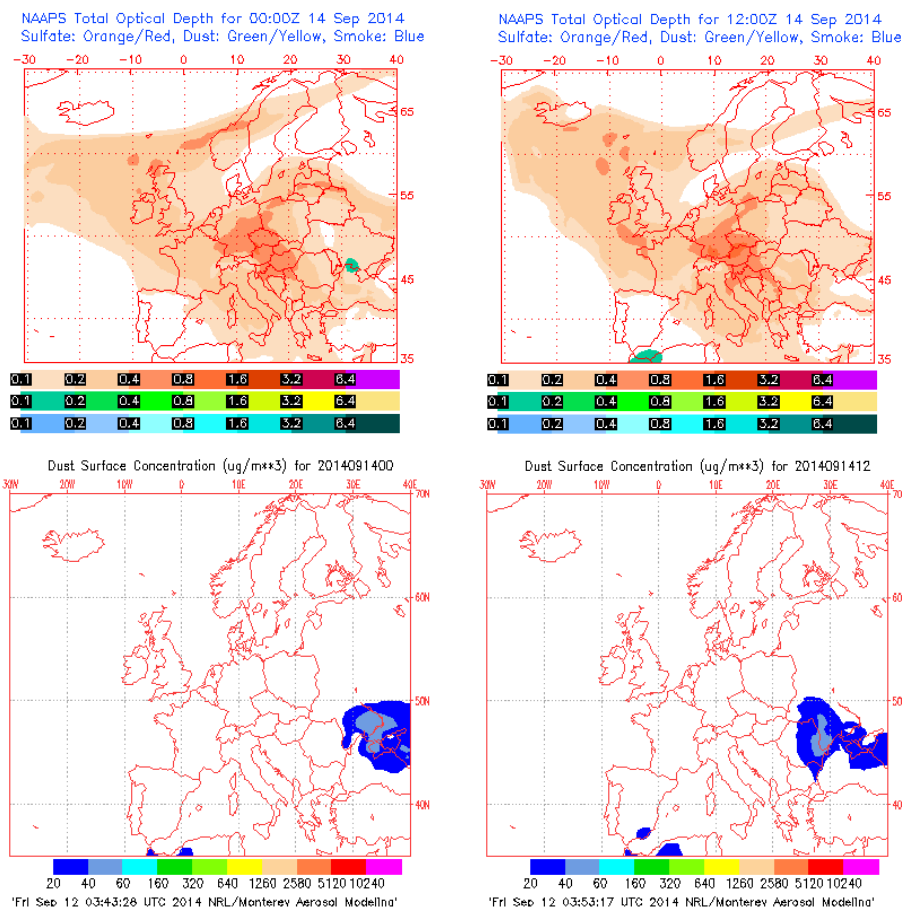 NAAPS Total Optical Depth for 00:00Z 14 Sep 2014
Sulfate: Orange/Red, Dust: Green/Yellow, Smoke: Blue
-30 -20 -10 0 10 20 30 40
65
55
45
35
0.1 0.2 0.4 0.8 1.6 3.2 6.4
0.1 0.2 0.4 0.8 1.6 3.2 6.4
0.1 0.2 0.4 0.8 1.6 3.2 6.4
NAAPS Total Optical Depth for 12:00Z 14 Sep 2014
Sulfate: Orange/Red, Dust: Green/Yellow, Smoke: Blue
-30 -20 -10 0 10 20 30 40
65
55
45
35
0.1 0.2 0.4 0.8 1.6 3.2 6.4
0.1 0.2 0.4 0.8 1.6 3.2 6.4
0.1 0.2 0.4 0.8 1.6 3.2 6.4
Dust Surface Concentration (ug/m**3) for 2014091400
30W 20W 10W 0 10E 20E 30E 40E
70N
60N
50N
40N
20 40 60 160 320 640 1260 2580 5120 10240
'Fri Sep 12 03:43:28 UTC 2014 NRL/Monterey Aerosol Modeling'
Dust Surface Concentration (ug/m**3) for 2014091412
30W 20W 10W 0 10E 20E 30E 40E
70N
60N
50N
40N
20 40 60 160 320 640 1260 2580 5120 10240
'Fri Sep 12 03:53:17 UTC 2014 NRL/Monterey Aerosol Modeling'